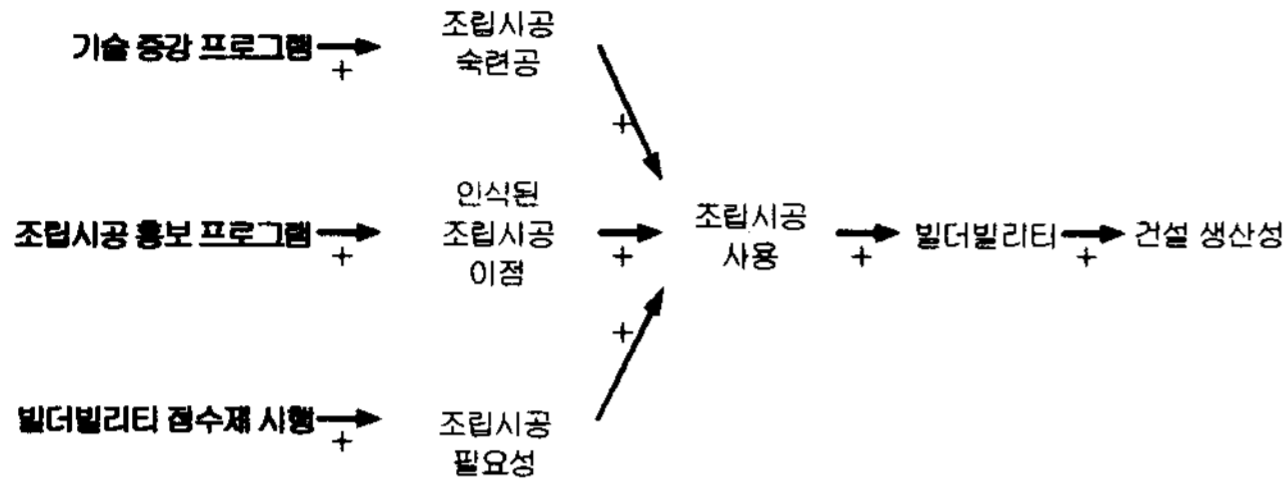 기술 증강 프로그램
+
조립시공
숙련공
+
조립시공 홍보 프로그램
+
인식된
조립시공
이점
+
조립시공
사용
+
빌더빌리티
+
건설 생산성
빌더빌리티 점수제 시행
+
조립시공
필요성
+